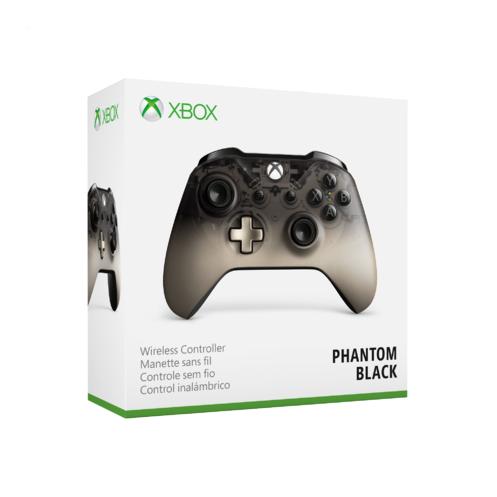 XBOX
XBOX
Y
X B
A
Wireless Controller
Manette sans fil
Controle sem fio
Control inalámbrico
PHANTOM
BLACK